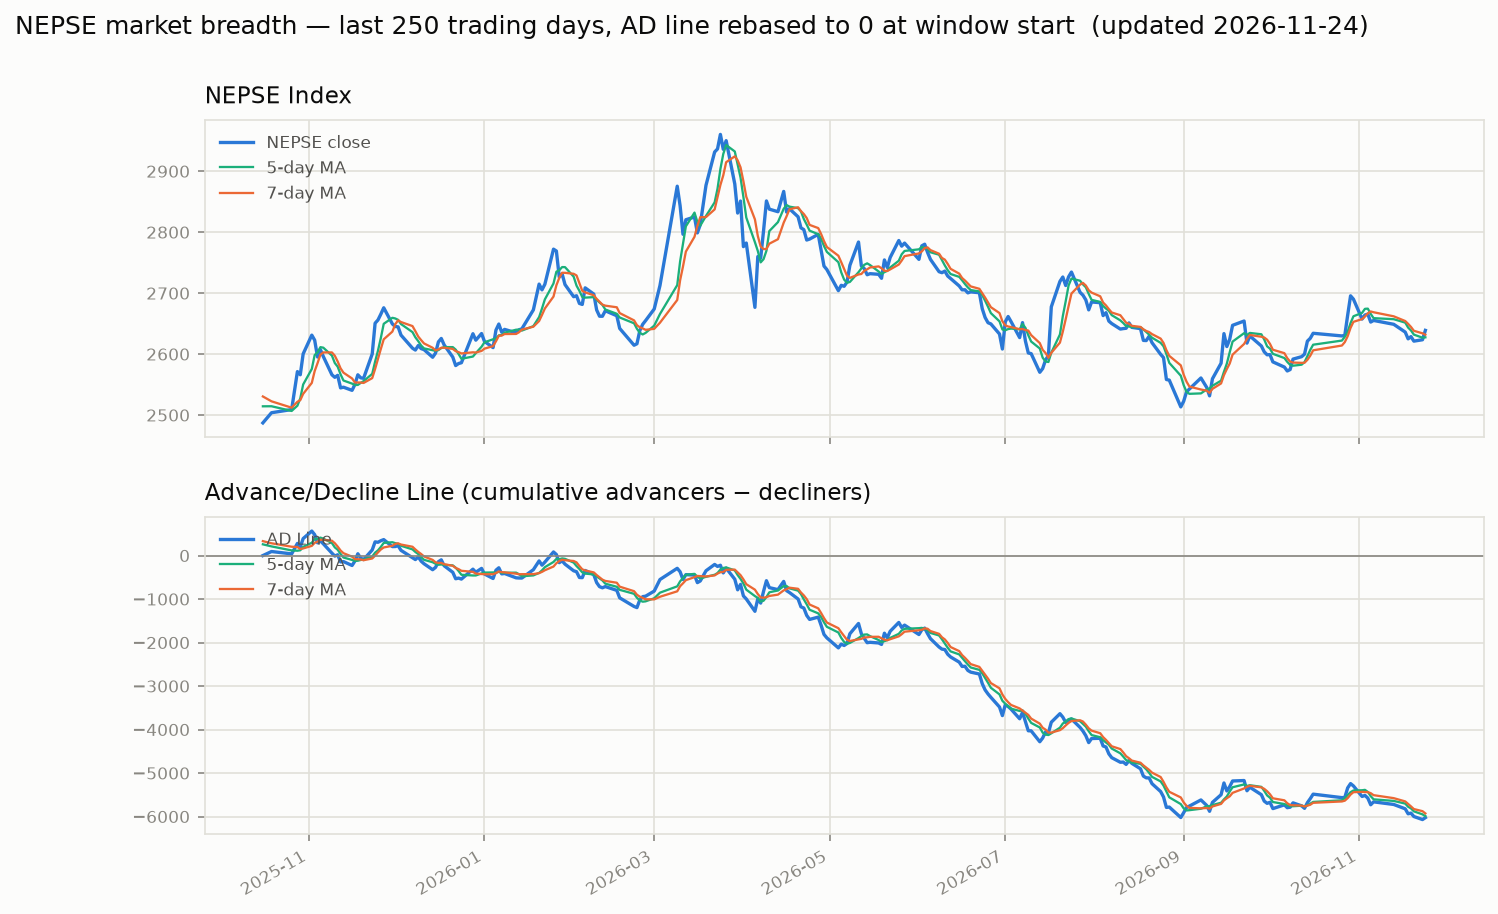 NEPSE market breadth — last 250 trading days, AD line rebased to 0 at window start  (updated 2026-11-24)
NEPSE Index
NEPSE close
5-day MA
7-day MA
2900
2800
2700
2600
2500
Advance/Decline Line (cumulative advancers − decliners)
AD Line
5-day MA
7-day MA
0
−1000
−2000
−3000
−4000
−5000
−6000
2025-11
2026-01
2026-03
2026-05
2026-07
2026-09
2026-11